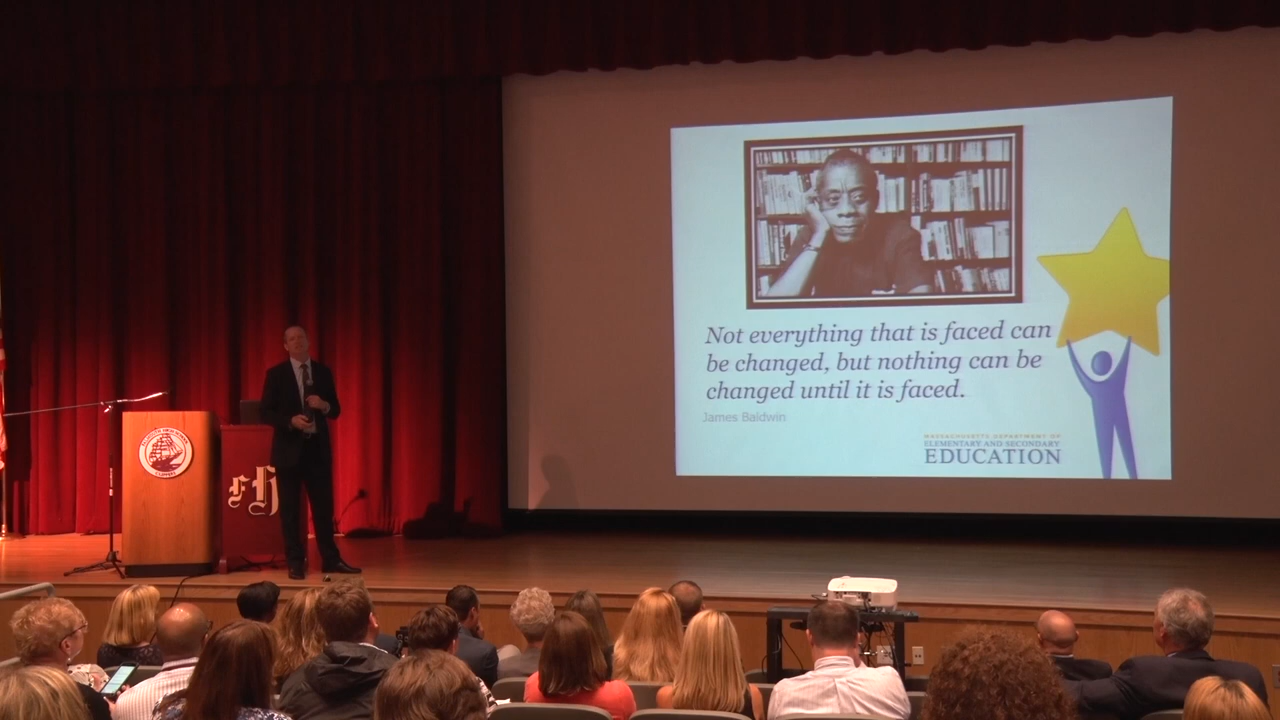 Not everything that is faced can
be changed, but nothing can be
changed until it is faced.
James Baldwin
MASSACHUSETTS DEPARTMENT OF
ELEMENTARY AND SECONDARY
EDUCATION